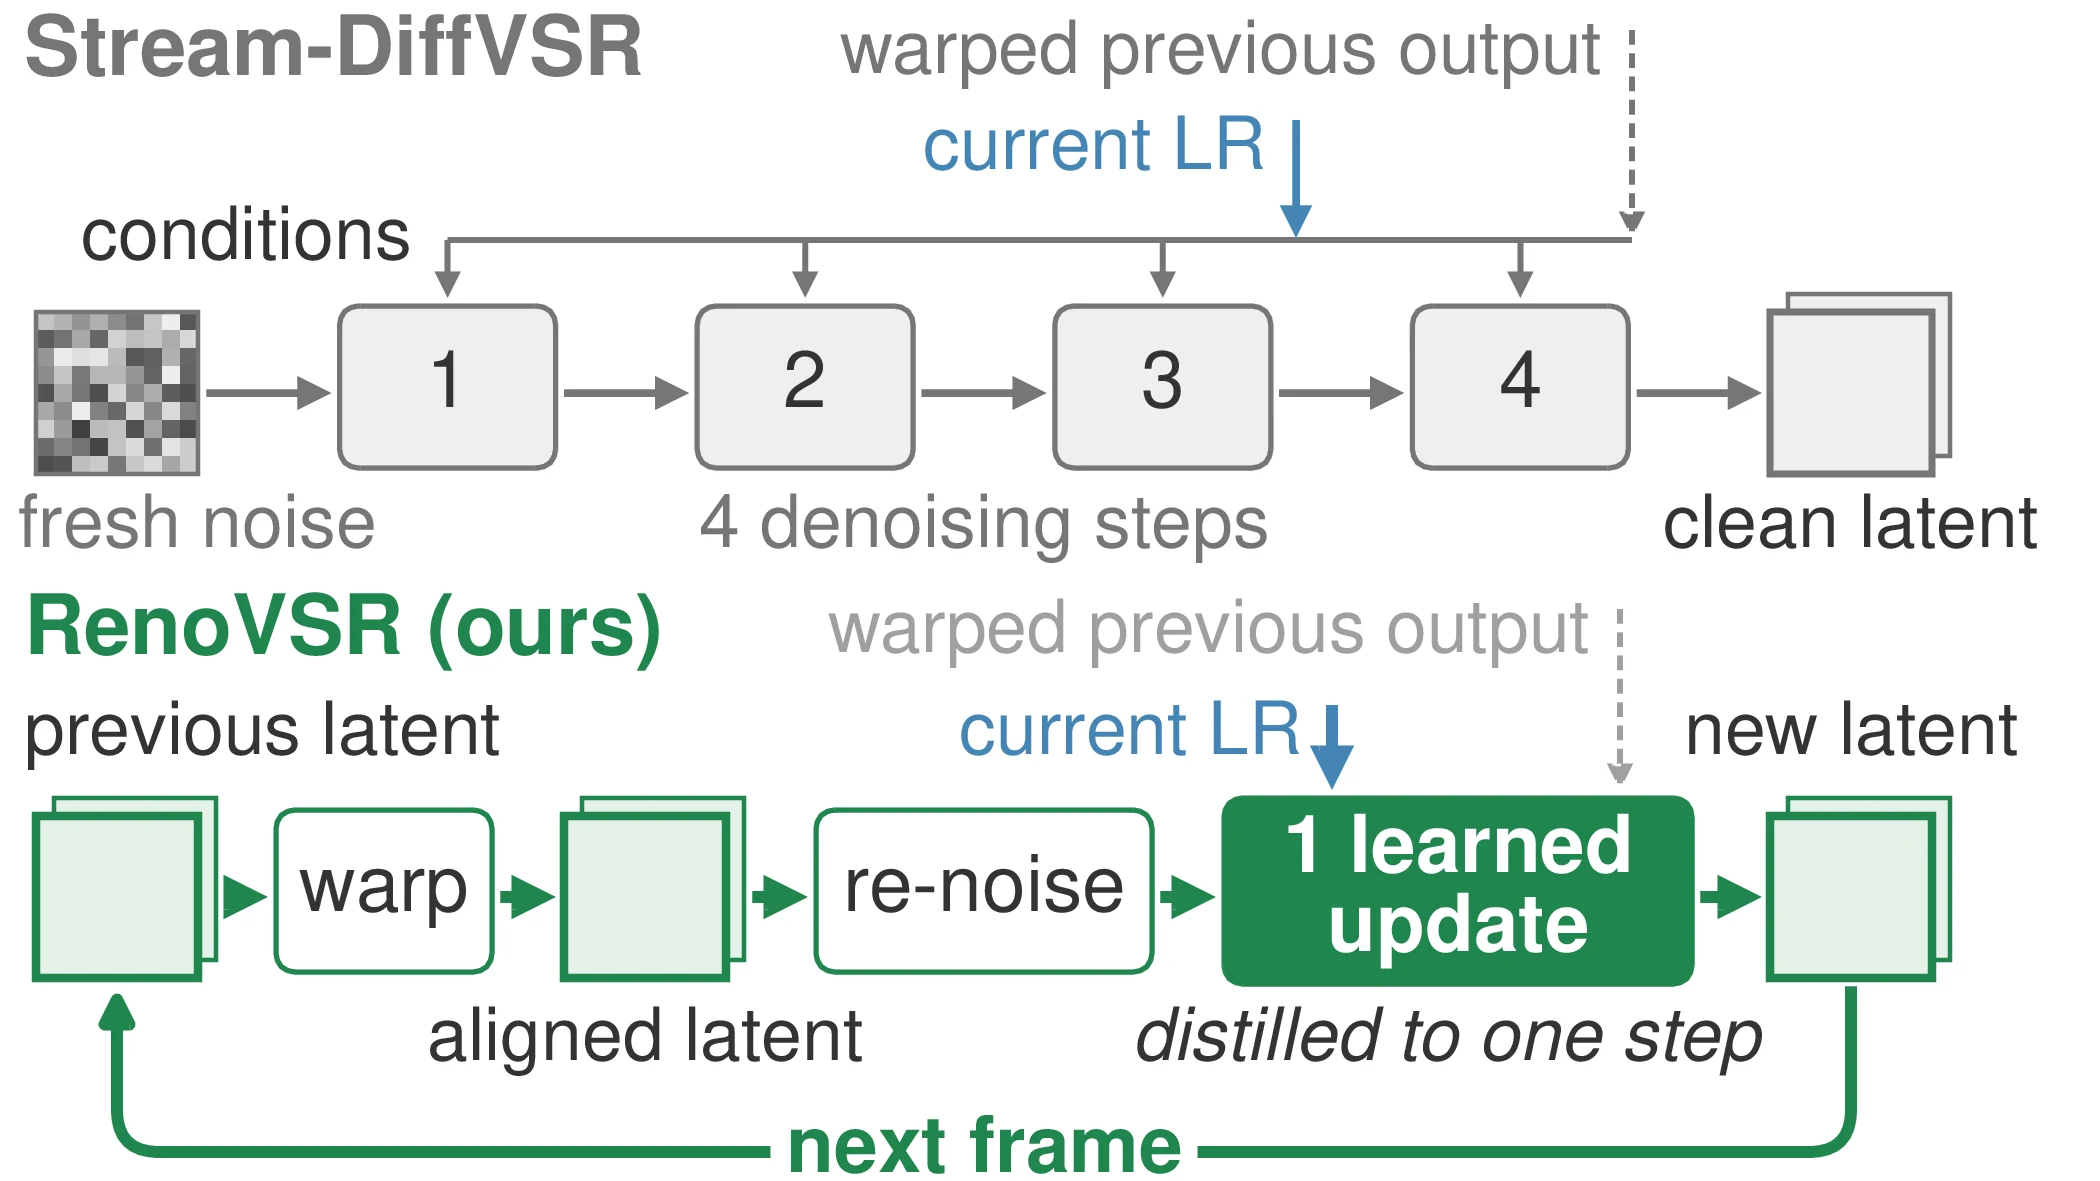 Stream-DiffVSR
warped previous output
current LR
conditions
1
2
3
4
fresh noise
4 denoising steps
clean latent
RenoVSR (ours)
warped previous output
previous latent
current LR
new latent
warp
re-noise
1 learned
update
aligned latent
distilled to one step
next frame